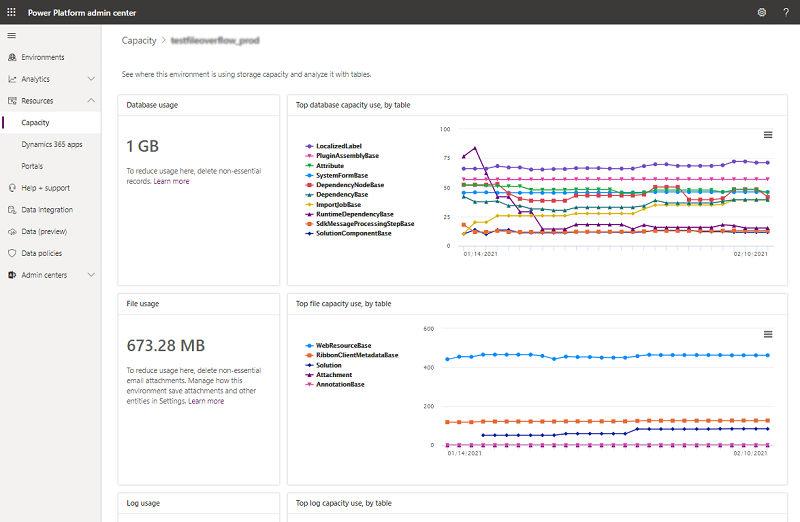 Power Platform admin center
?
Environments
Analytics
Resources
Capacity
Dynamics 365 apps
Portals
Help + support
Data integration
Data (preview)
Data policies
Admin centers
Capacity > testfileoverflow_prod
See where this environment is using storage capacity and analyze it with tables.
Database usage
1 GB
To reduce usage here, delete non-essential
records. Learn more
Top database capacity use, by table
LocalizedLabel
PluginAssemblyBase
Attribute
SystemFormBase
DependencyNodeBase
DependencyBase
ImportJobBase
RuntimeDependencyBase
SdkMessageProcessingStepBase
SolutionComponentBase
100
75
50
25
0
01/14/2021
02/10/2021
File usage
673.28 MB
To reduce usage here, delete non-essential
email attachments. Manage how this
environment save attachments and other
entities in Settings. Learn more
Top file capacity use, by table
WebResourceBase
RibbonClientMetadataBase
Solution
Attachment
AnnotationBase
600
400
200
0
01/14/2021
02/10/2021
Log usage
Top log capacity use, by table